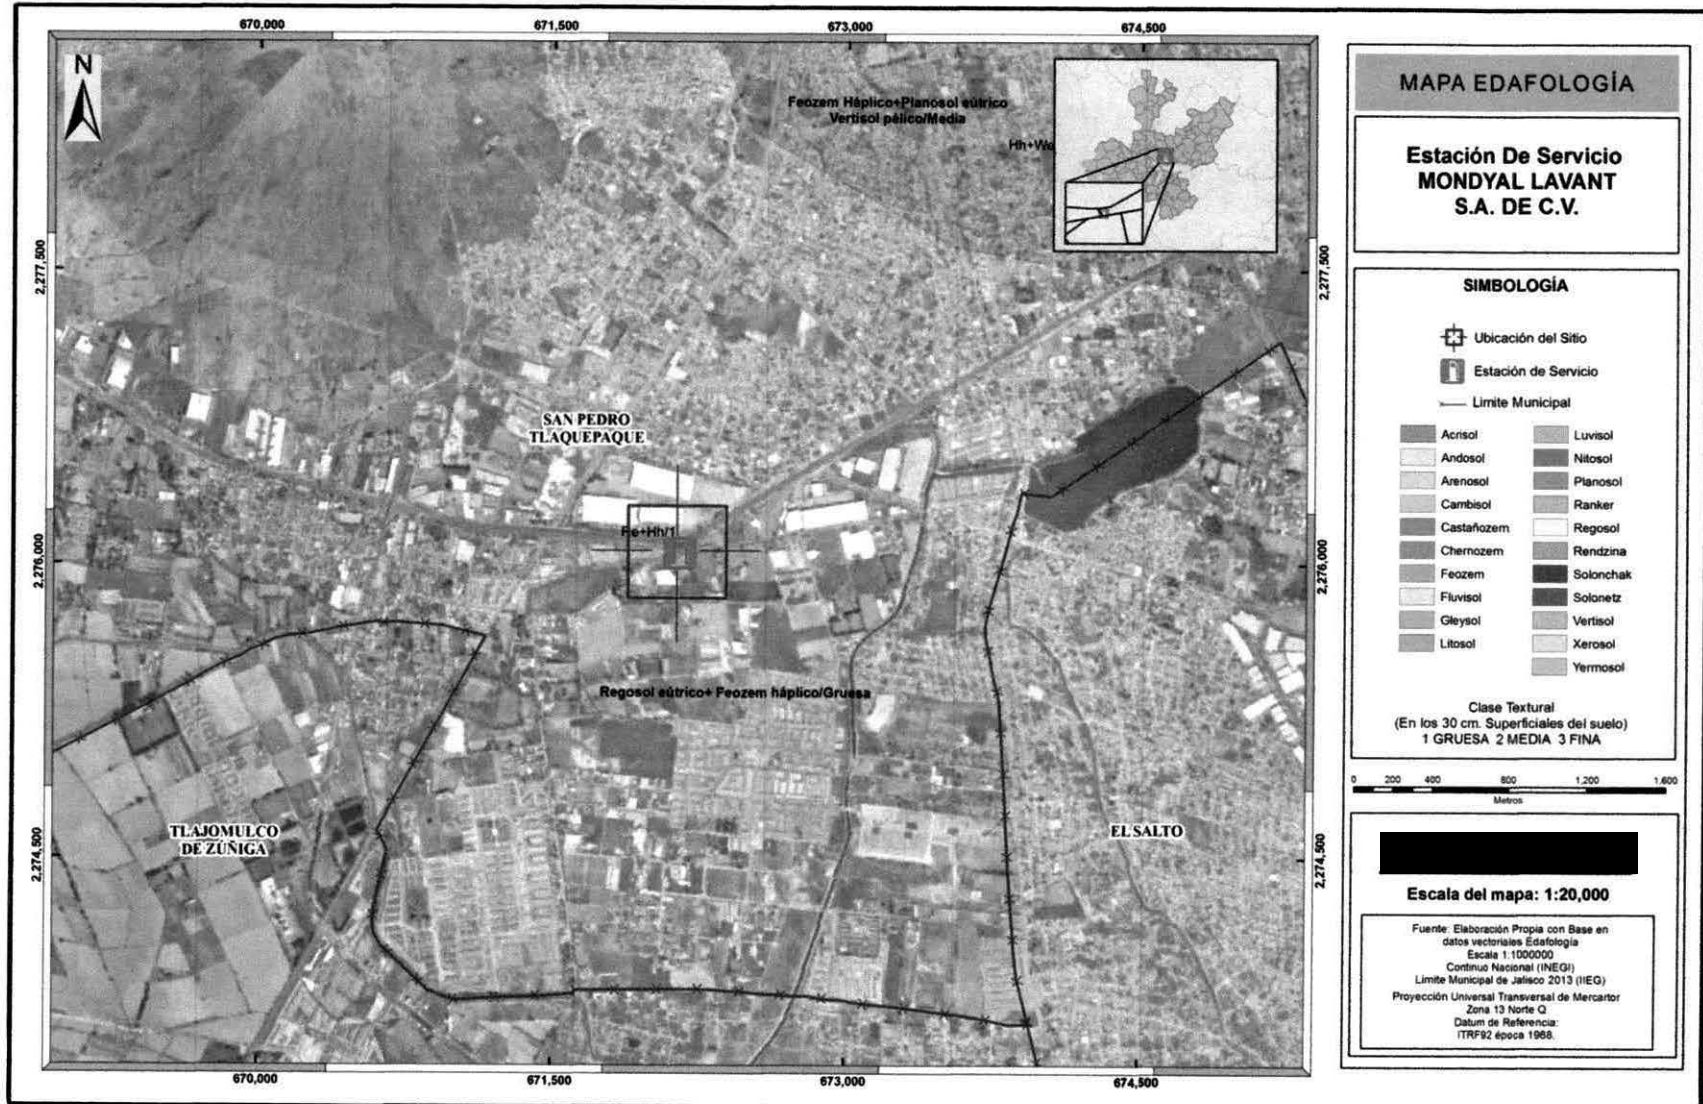 670,000
671,500
673,000
674,500
N
Feozem Háplico+Planosol eútrico
Vertisol pélico/Media
2,277,500
2,277,500
SAN PEDRO
TLAQUEPAQUE
2,276,000
2,276,000
Regosol eútrico+ Feozem háplico/Gruesa
TLAJOMULCO
DE ZÚÑIGA
EL SALTO
2,274,500
2,274,500
670,000
671,500
673,000
674,500
MAPA EDAFOLOGÍA
Estación De Servicio
MONDYAL LAVANT
S.A. DE C.V.
SIMBOLOGÍA
Ubicación del Sitio
Estación de Servicio
Limite Municipal
Acrisol
Andosol
Arenosol
Cambisol
Castañozem
Chernozem
Feozem
Fluvisol
Gleysol
Litosol
Luvisol
Nitosol
Planosol
Ranker
Regosol
Rendzina
Solonchak
Solonetz
Vertisol
Xerosol
Yermosol
Clase Textural
(En los 30 cm. Superficiales del suelo)
1 GRUESA 2 MEDIA 3 FINA
0 200 400 800 1,200 1,600
Metros
Escala del mapa: 1:20,000
Fuente: Elaboración Propia con Base en
datos vectoriales Edafología
Escala 1:1000000
Continuo Nacional (INEGI)
Limite Municipal de Jalisco 2013 (IIEG)
Proyección Universal Transversal de Mercartor
Zona 13 Norte Q
Datum de Referencia:
ITRF92 época 1988.